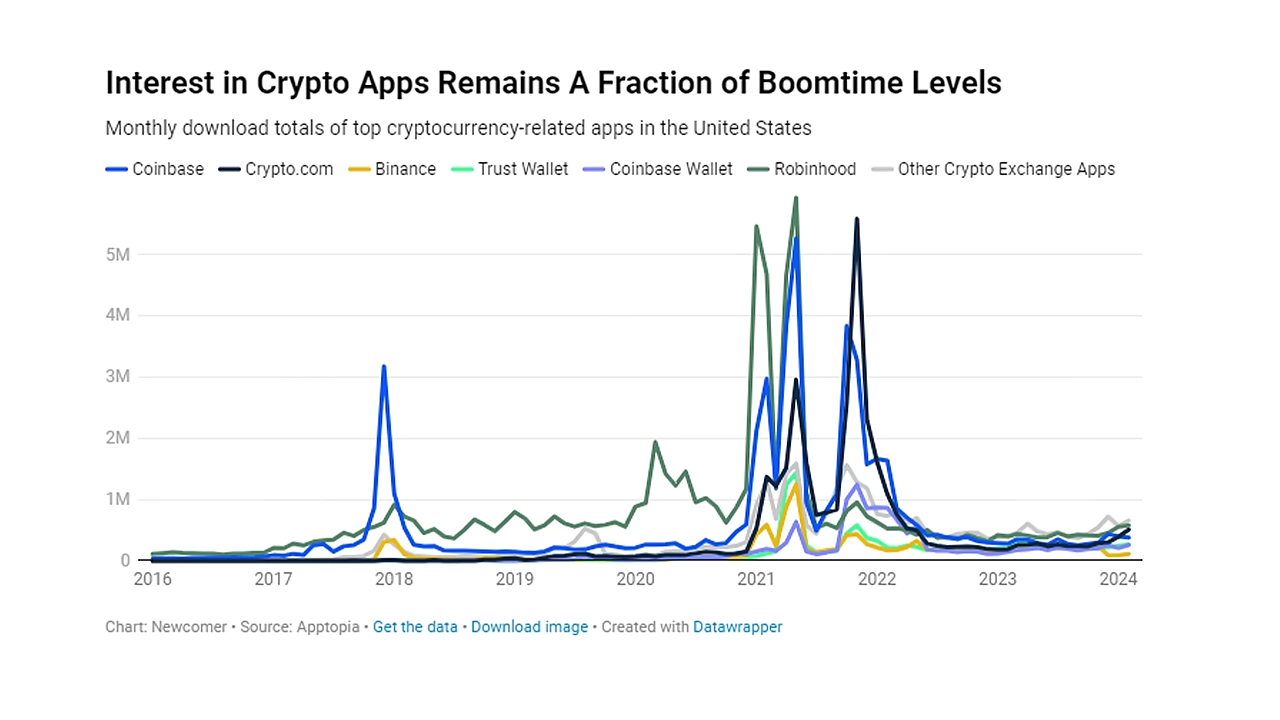 Interest in Crypto Apps Remains A Fraction of Boomtime Levels
Monthly download totals of top cryptocurrency-related apps in the United States
Coinbase Crypto.com Binance Trust Wallet Coinbase Wallet Robinhood Other Crypto Exchange Apps
5M
4M
3M
2M
1M
0
2016 2017 2018 2019 2020 2021 2022 2023 2024
Chart: Newcomer • Source: Apptopia • Get the data • Download image • Created with Datawrapper